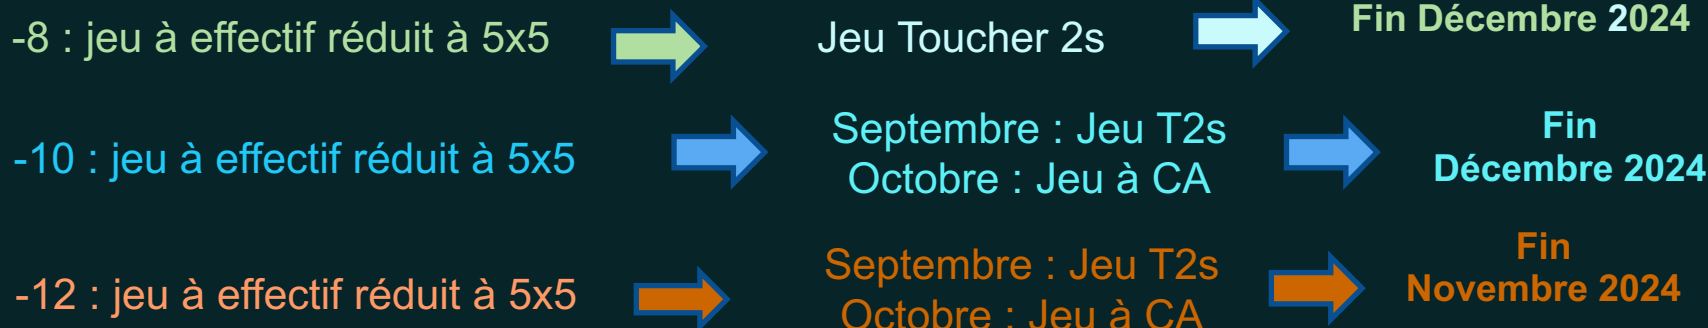 -8 : jeu à effectif réduit à 5x5
Jeu Toucher 2s
Fin Décembre 2024
-10 : jeu à effectif réduit à 5x5
Septembre : Jeu T2s
Octobre : Jeu à CA
Fin
Décembre 2024
-12 : jeu à effectif réduit à 5x5
Septembre : Jeu T2s
Octobre : Jeu à CA
Fin
Novembre 2024